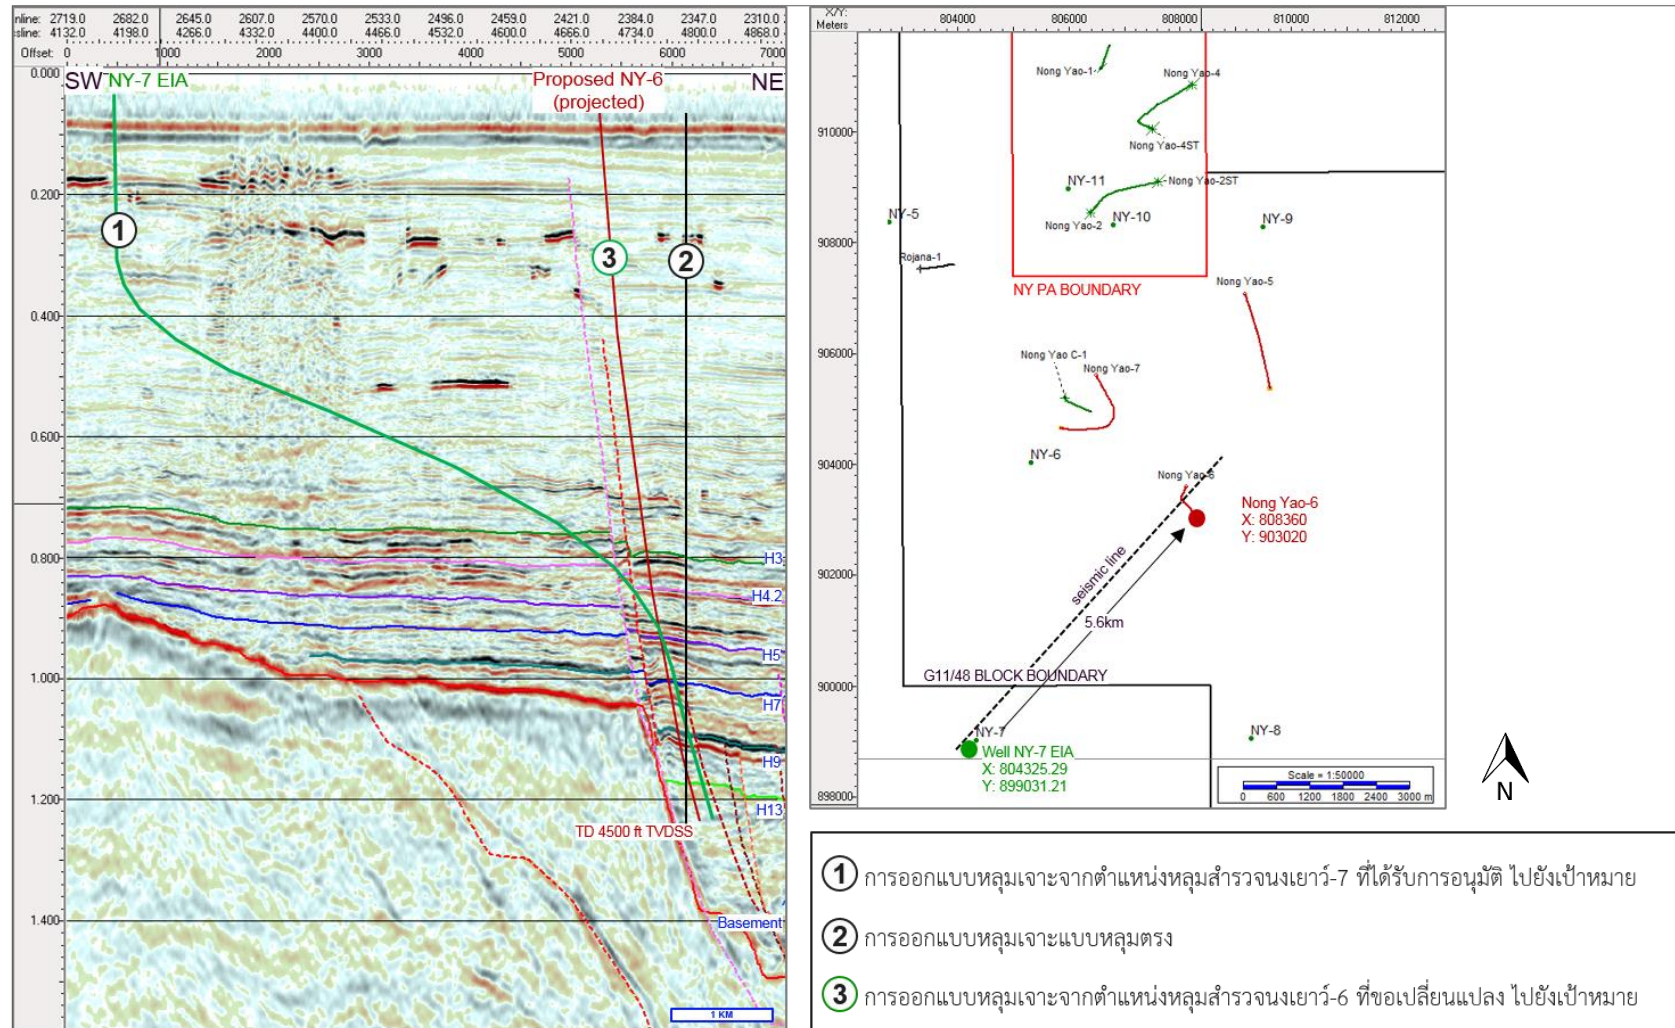 nline: 2719.0 2682.0 2645.0 2607.0 2570.0 2533.0 2496.0 2459.0 2421.0 2384.0 2347.0 2310.0
sline: 4132.0 4198.0 4266.0 4332.0 4400.0 4466.0 4532.0 4600.0 4666.0 4734.0 4800.0 4868.0
Offset: 0 1000 2000 3000 4000 5000 6000 7000
0.000
SW NY-7 EIA Proposed NY-6 NE
(projected)
0.200
1
3
2
0.400
0.600
0.800
H3
H4.2
H5
1.000
H7
H9
1.200
H13
TD 4500 ft TVDSS
1.400
Basement
1 KM
X/Y: 804000 806000 808000 810000 812000
Meters
Nong Yao-1
Nong Yao-4
910000
Nong Yao-4ST
NY-11
Nong Yao-2ST
NY-5
Nong Yao-2
NY-10
NY-9
908000
Rojana-1
NY PA BOUNDARY
Nong Yao-5
906000
Nong Yao C-1
Nong Yao-7
904000
NY-6
Nong Yao-6
Nong Yao-6
X: 808360
Y: 903020
902000
seismic line
5.6km
900000
G11/48 BLOCK BOUNDARY
NY-7
NY-8
Well NY-7 EIA
X: 804325.29
Y: 899031.21
898000
Scale = 1:50000
0 600 1200 1800 2400 3000 m
N
1 การออกแบบหลุมเจาะจากตำแหน่งหลุมสำรวจนงเยาว์-7 ที่ได้รับการอนุมัติ ไปยังเป้าหมาย
2 การออกแบบหลุมเจาะแบบหลุมตรง
3 การออกแบบหลุมเจาะจากตำแหน่งหลุมสำรวจนงเยาว์-6 ที่ขอเปลี่ยนแปลง ไปยังเป้าหมาย